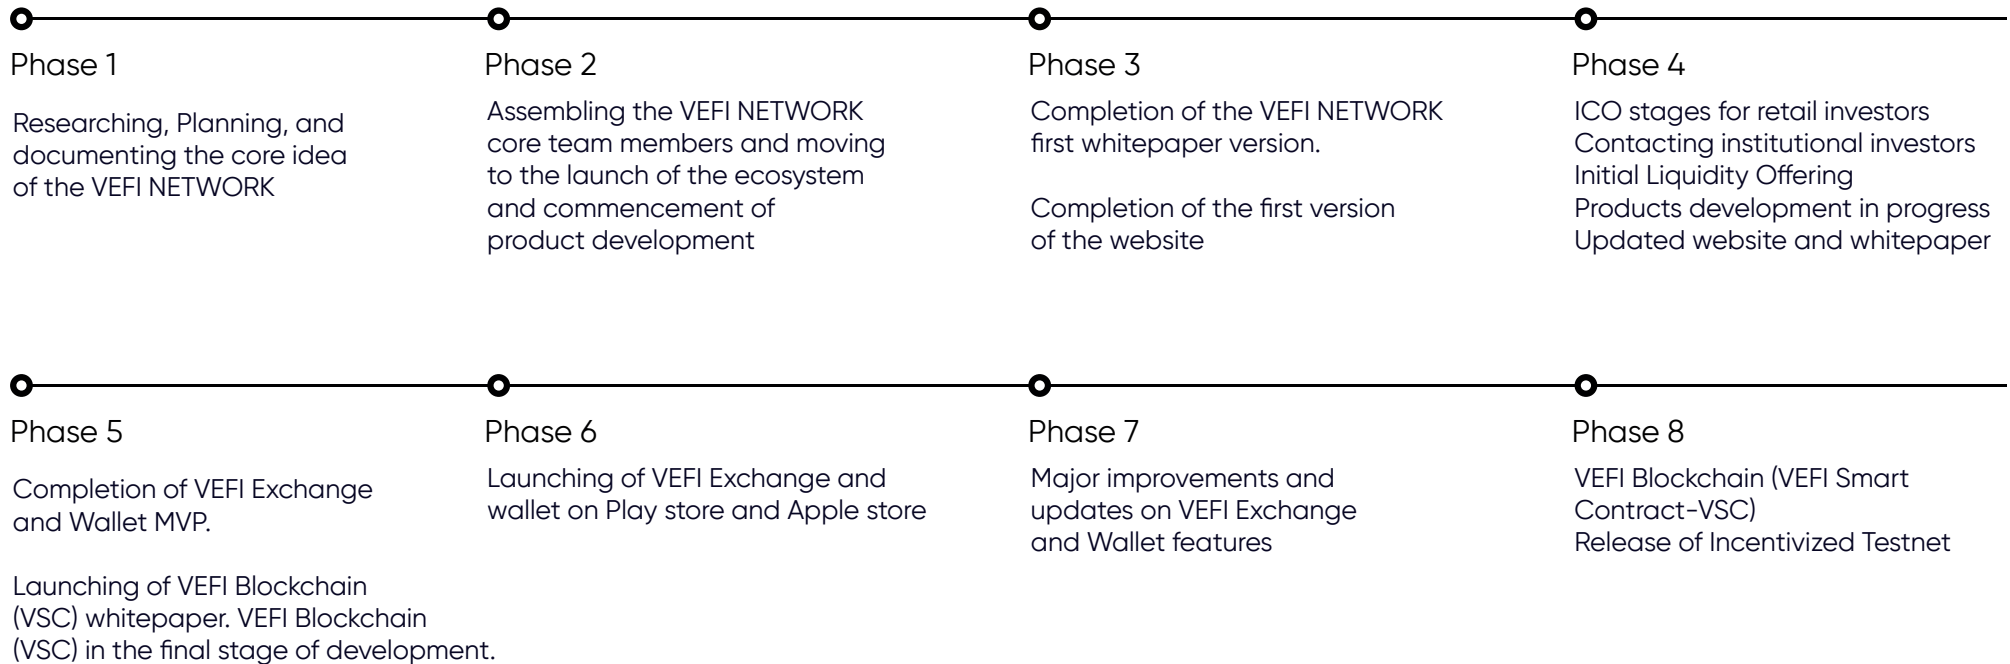 Phase 1
Researching, Planning, and
documenting the core idea
of the VEFI NETWORK
Phase 2
Assembling the VEFI NETWORK
core team members and moving
to the launch of the ecosystem
and commencement of
product development
Phase 3
Completion of the VEFI NETWORK
first whitepaper version.
Completion of the first version
of the website
Phase 4
ICO stages for retail investors
Contacting institutional investors
Initial Liquidity Offering
Products development in progress
Updated website and whitepaper
Phase 5
Completion of VEFI Exchange
and Wallet MVP.
Launching of VEFI Blockchain
(VSC) whitepaper. VEFI Blockchain
(VSC) in the final stage of development.
Phase 6
Launching of VEFI Exchange and
wallet on Play store and Apple store
Phase 7
Major improvements and
updates on VEFI Exchange
and Wallet features
Phase 8
VEFI Blockchain (VEFI Smart
Contract-VSC)
Release of Incentivized Testnet